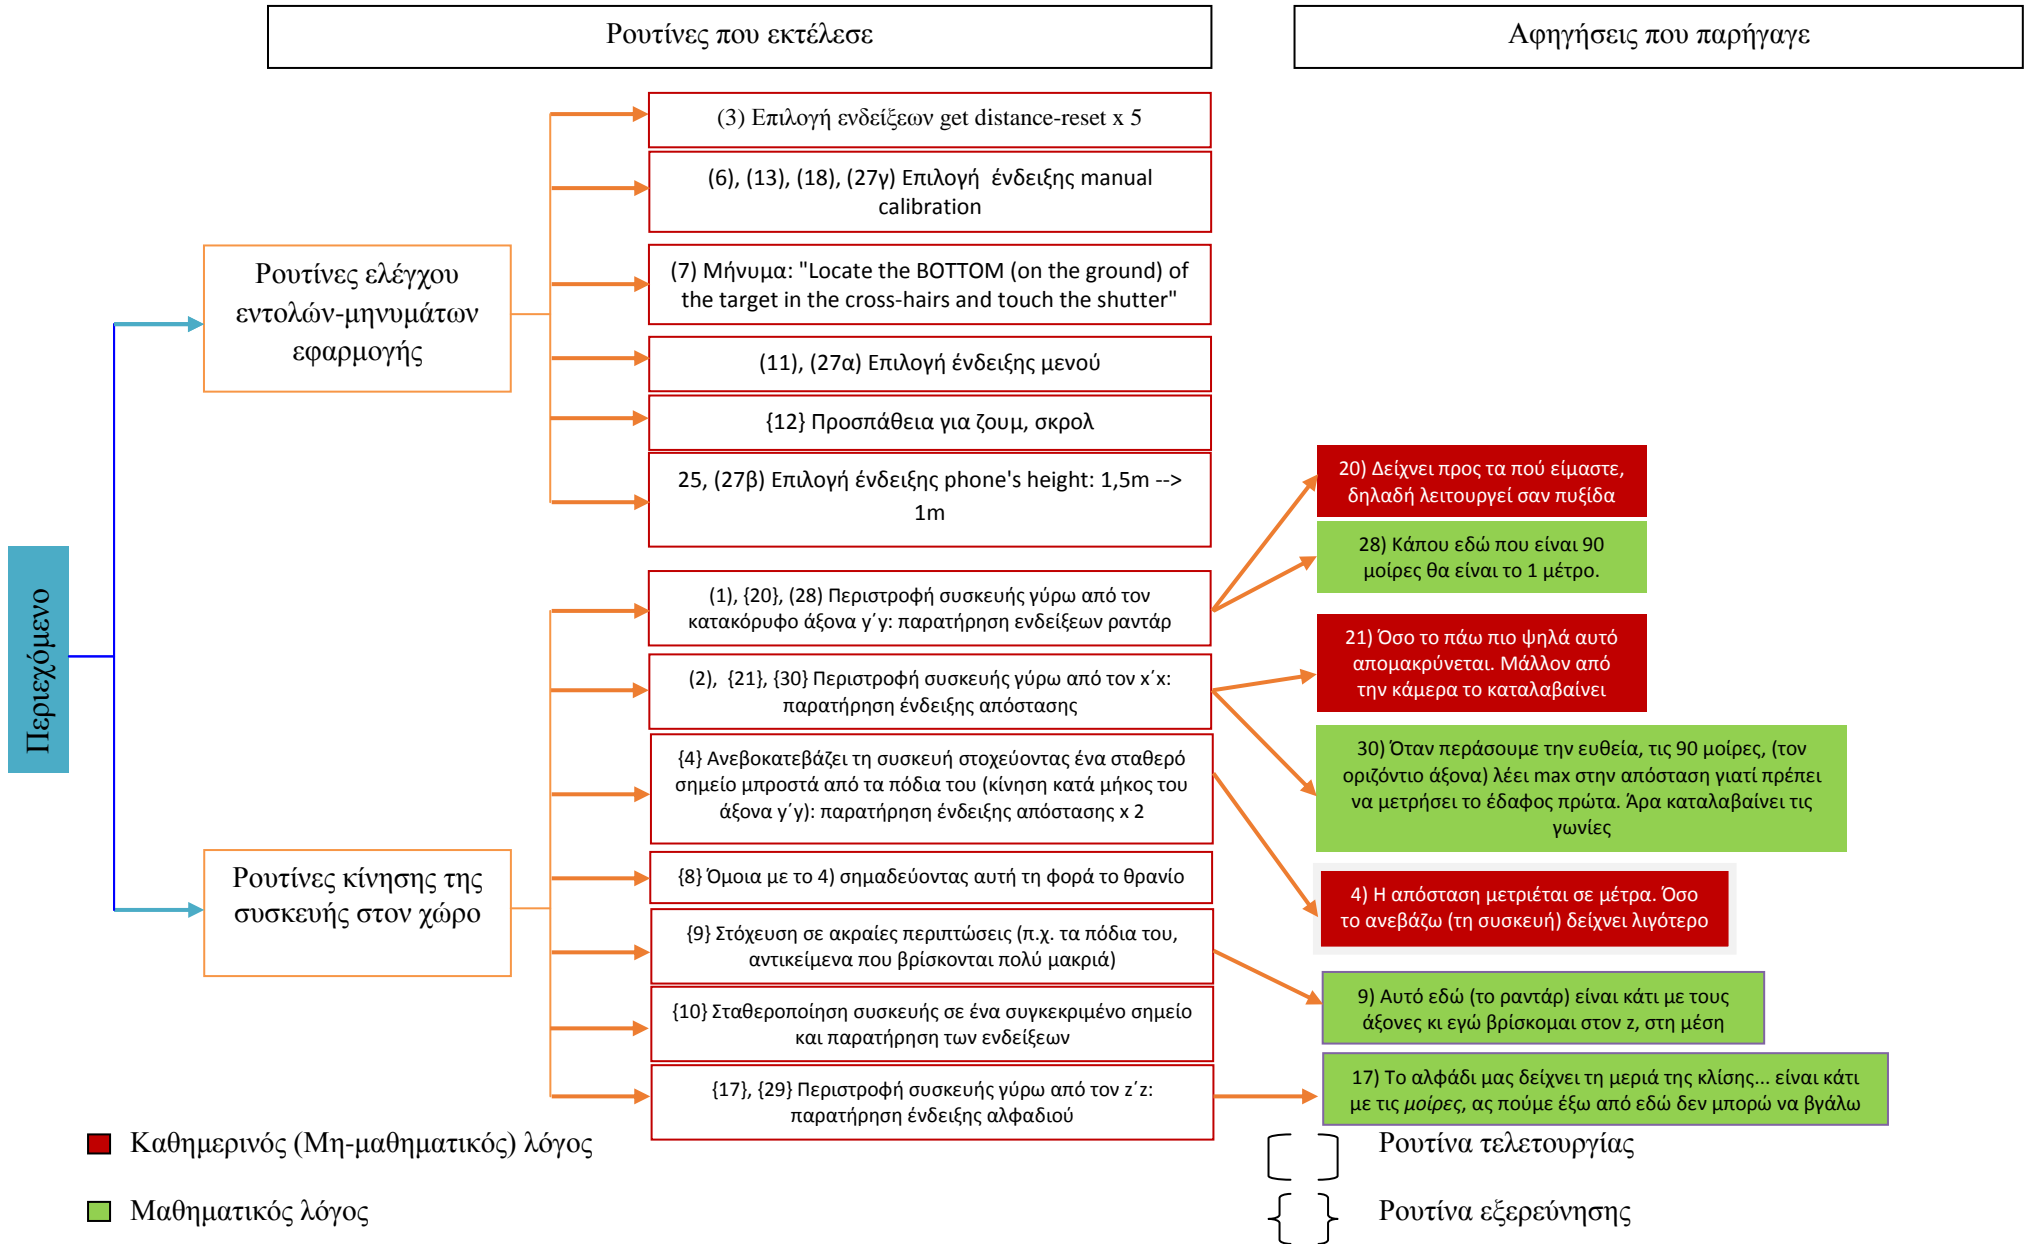 Ρουτίνες που εκτέλεσε
Αφηγήσεις που παρήγαγε
Περιεχόμενο
Ρουτίνες ελέγχου
εντολών-μηνυμάτων
εφαρμογής
(3) Επιλογή ενδείξεων get distance-reset x 5
(6), (13), (18), (27γ) Επιλογή ένδειξης manual
calibration
(7) Μήνυμα: "Locate the BOTTOM (on the ground) of
the target in the cross-hairs and touch the shutter"
(11), (27α) Επιλογή ένδειξης μενού
{12} Προσπάθεια για ζουμ, σκρολ
25, (27β) Επιλογή ένδειξης phone's height: 1,5m -->
1m
Ρουτίνες κίνησης της
συσκευής στον χώρο
(1), {20}, (28) Περιστροφή συσκευής γύρω από τον
κατακόρυφο άξονα y΄y: παρατήρηση ενδείξεων ραντάρ
(2), {21}, {30} Περιστροφή συσκευής γύρω από τον x΄x:
παρατήρηση ένδειξης απόστασης
{4} Ανεβοκατεβάζει τη συσκευή στοχεύοντας ένα σταθερό
σημείο μπροστά από τα πόδια του (κίνηση κατά μήκος του
άξονα y΄y): παρατήρηση ένδειξης απόστασης x 2
{8} Όμοια με το 4) σημαδεύοντας αυτή τη φορά το θρανίο
{9} Στόχευση σε ακραίες περιπτώσεις (π.χ. τα πόδια του,
αντικείμενα που βρίσκονται πολύ μακριά)
{10} Σταθεροποίηση συσκευής σε ένα συγκεκριμένο σημείο
και παρατήρηση των ενδείξεων
{17}, {29} Περιστροφή συσκευής γύρω από τον z΄z:
παρατήρηση ένδειξης αλφαδιού
20) Δείχνει προς τα πού είμαστε,
δηλαδή λειτουργεί σαν πυξίδα
28) Κάπου εδώ που είναι 90
μοίρες θα είναι το 1 μέτρο.
21) Όσο το πάω πιο ψηλά αυτό
απομακρύνεται. Μάλλον από
την κάμερα το καταλαβαίνει
30) Όταν περάσουμε την ευθεία, τις 90 μοίρες, (τον
οριζόντιο άξονα) λέει max στην απόσταση γιατί πρέπει
να μετρήσει το έδαφος πρώτα. Άρα καταλαβαίνει τις
γωνίες
4) Η απόσταση μετριέται σε μέτρα. Όσο
το ανεβάζω (τη συσκευή) δείχνει λιγότερο
9) Αυτό εδώ (το ραντάρ) είναι κάτι με τους
άξονες κι εγώ βρίσκομαι στον z, στη μέση
17) Το αλφάδι μας δείχνει τη μεριά της κλίσης... είναι κάτι
με τις μοίρες, ας πούμε έξω από εδώ δεν μπορώ να βγάλω
Καθημερινός (Μη-μαθηματικός) λόγος
Μαθηματικός λόγος
Ρουτίνα τελετουργίας
Ρουτίνα εξερεύνησης